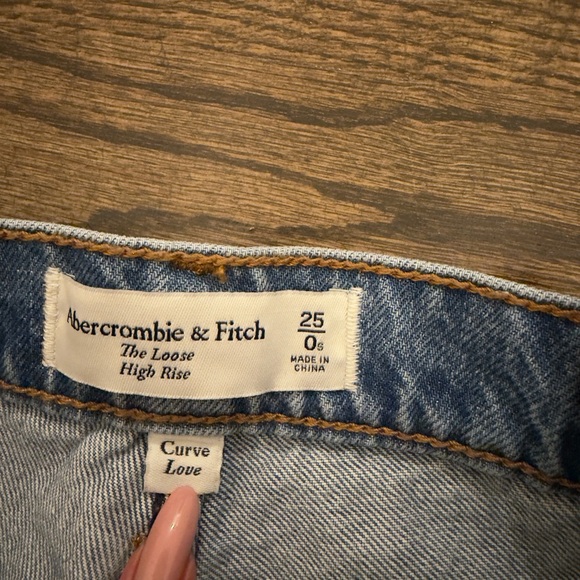 Abercrombie & Fitch
The Loose
High Rise
25
0s
MADE IN
CHINA
Curve
Love